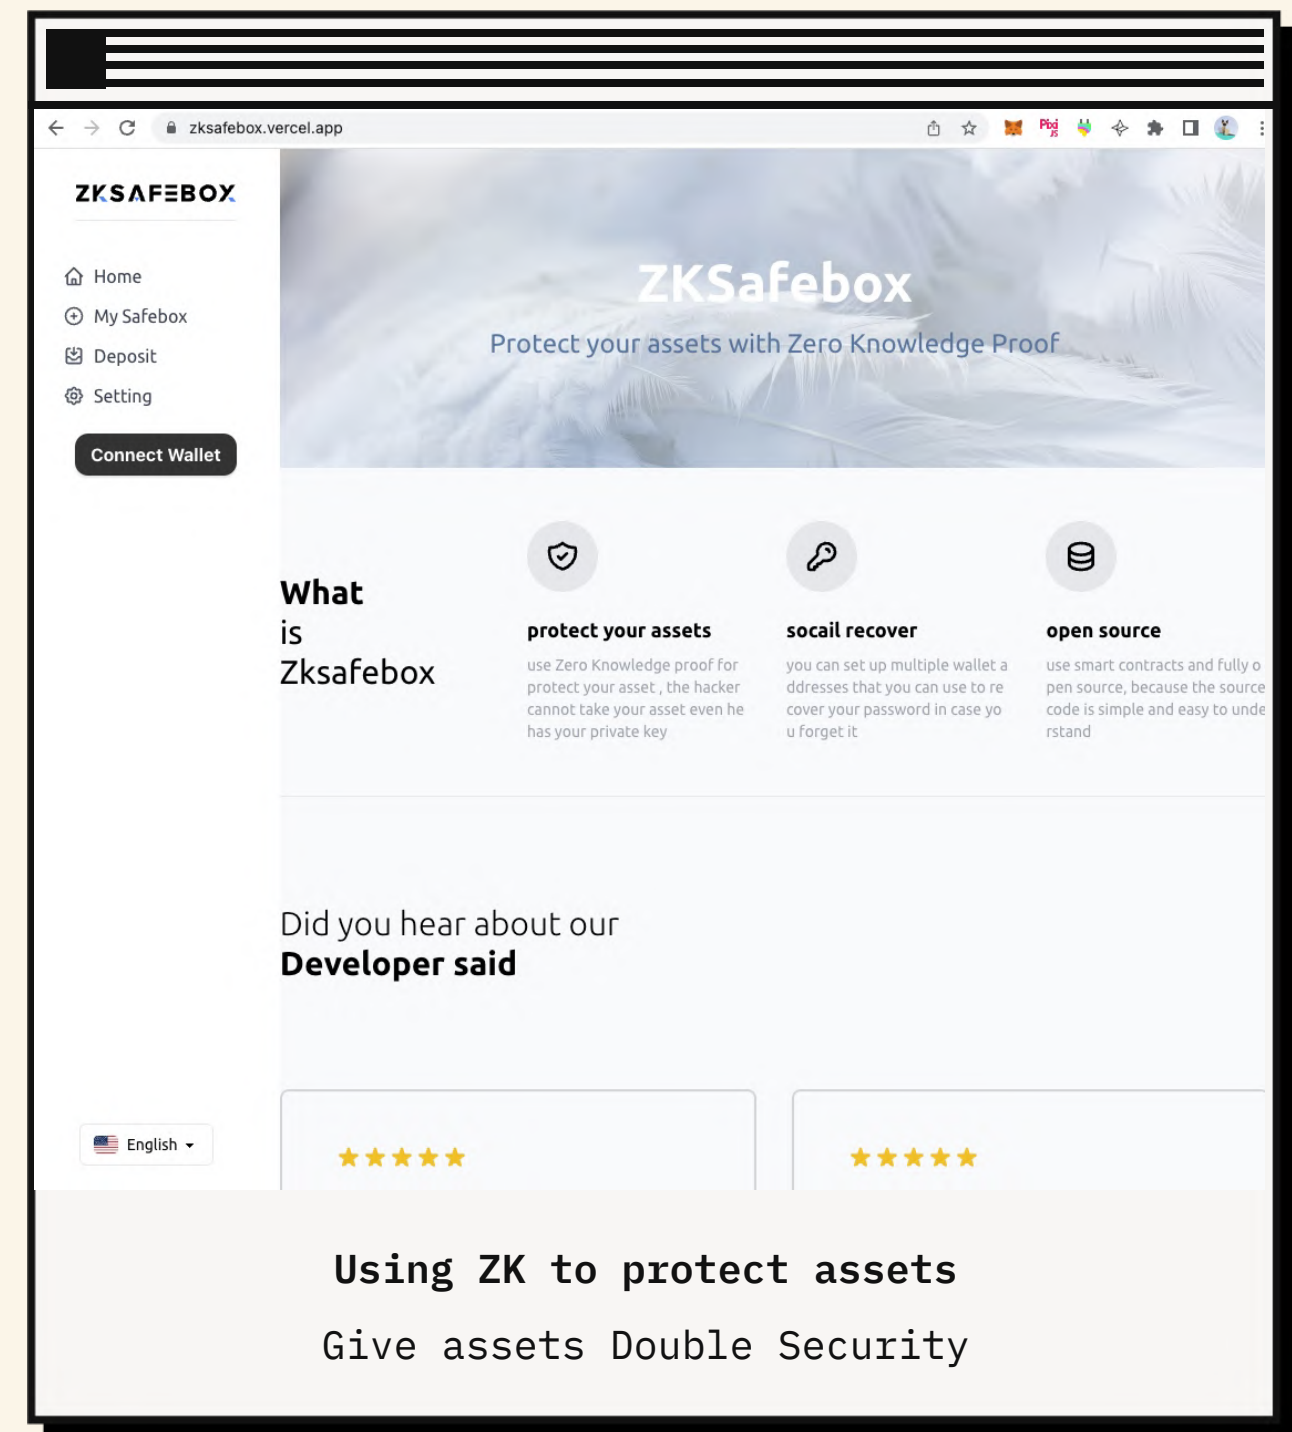 zksafebox.vercel.app
Pixi
JS
ZKSAFEBOX
Home
My Safebox
Deposit
Setting
Connect Wallet
English
ZKSafebox
Protect your assets with Zero Knowledge Proof
What
is
Zksafebox
protect your assets
use Zero Knowledge proof for
protect your asset , the hacker
cannot take your asset even he
has your private key
socail recover
you can set up multiple wallet a
ddresses that you can use to re
cover your password in case yo
u forget it
open source
use smart contracts and fully o
pen source, because the source
code is simple and easy to unde
rstand
Did you hear about our
Developer said
Using ZK to protect assets
Give assets Double Security